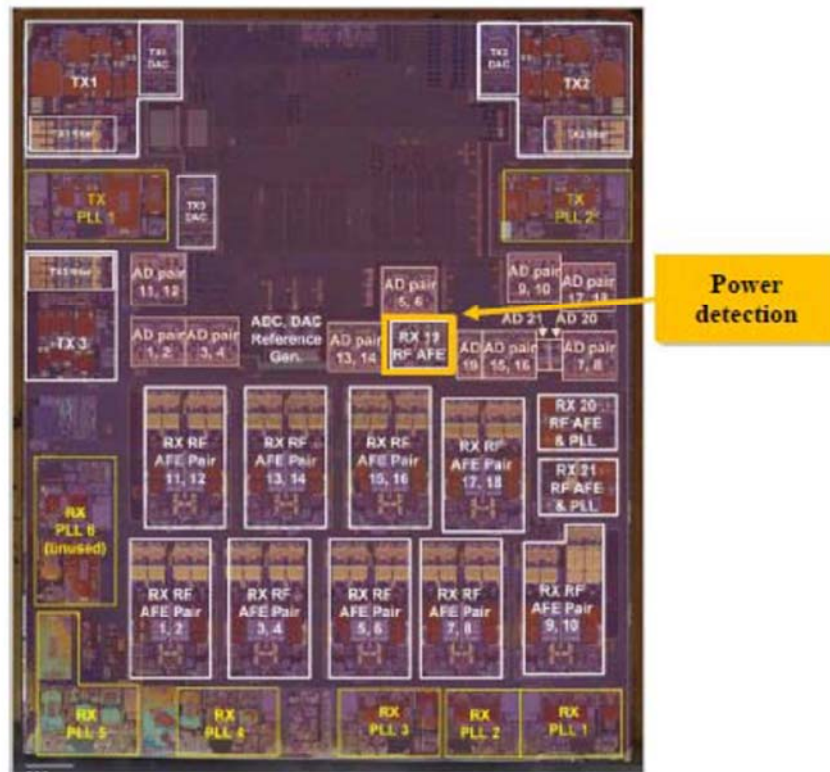 TX1
TX1
DAC
TX2
DAC
TX2
TX
PLL 1
TX3
DAC
TX
PLL 2
TX 3
AD pair
11, 12
AD pair
5, 6
AD pair
9, 10
AD pair
17, 18
Power
detection
AD pair
1, 2
AD pair
3, 4
ADC, DAC
Reference
Gen.
AD pair
13, 14
RX 19
RF AFE
AD 21
AD 20
AD
19
AD pair
15, 16
AD pair
7, 8
RX RF
AFE Pair
11, 12
RX RF
AFE Pair
13, 14
RX RF
AFE Pair
15, 16
RX RF
AFE Pair
17, 18
RX 20
RF AFE
& PLL
RX 21
RF AFE
& PLL
RX
PLL 6
(unused)
RX RF
AFE Pair
1, 2
RX RF
AFE Pair
3, 4
RX RF
AFE Pair
5, 6
RX RF
AFE Pair
7, 8
RX RF
AFE Pair
9, 10
RX
PLL 5
RX
PLL 4
RX
PLL 3
RX
PLL 2
RX
PLL 1